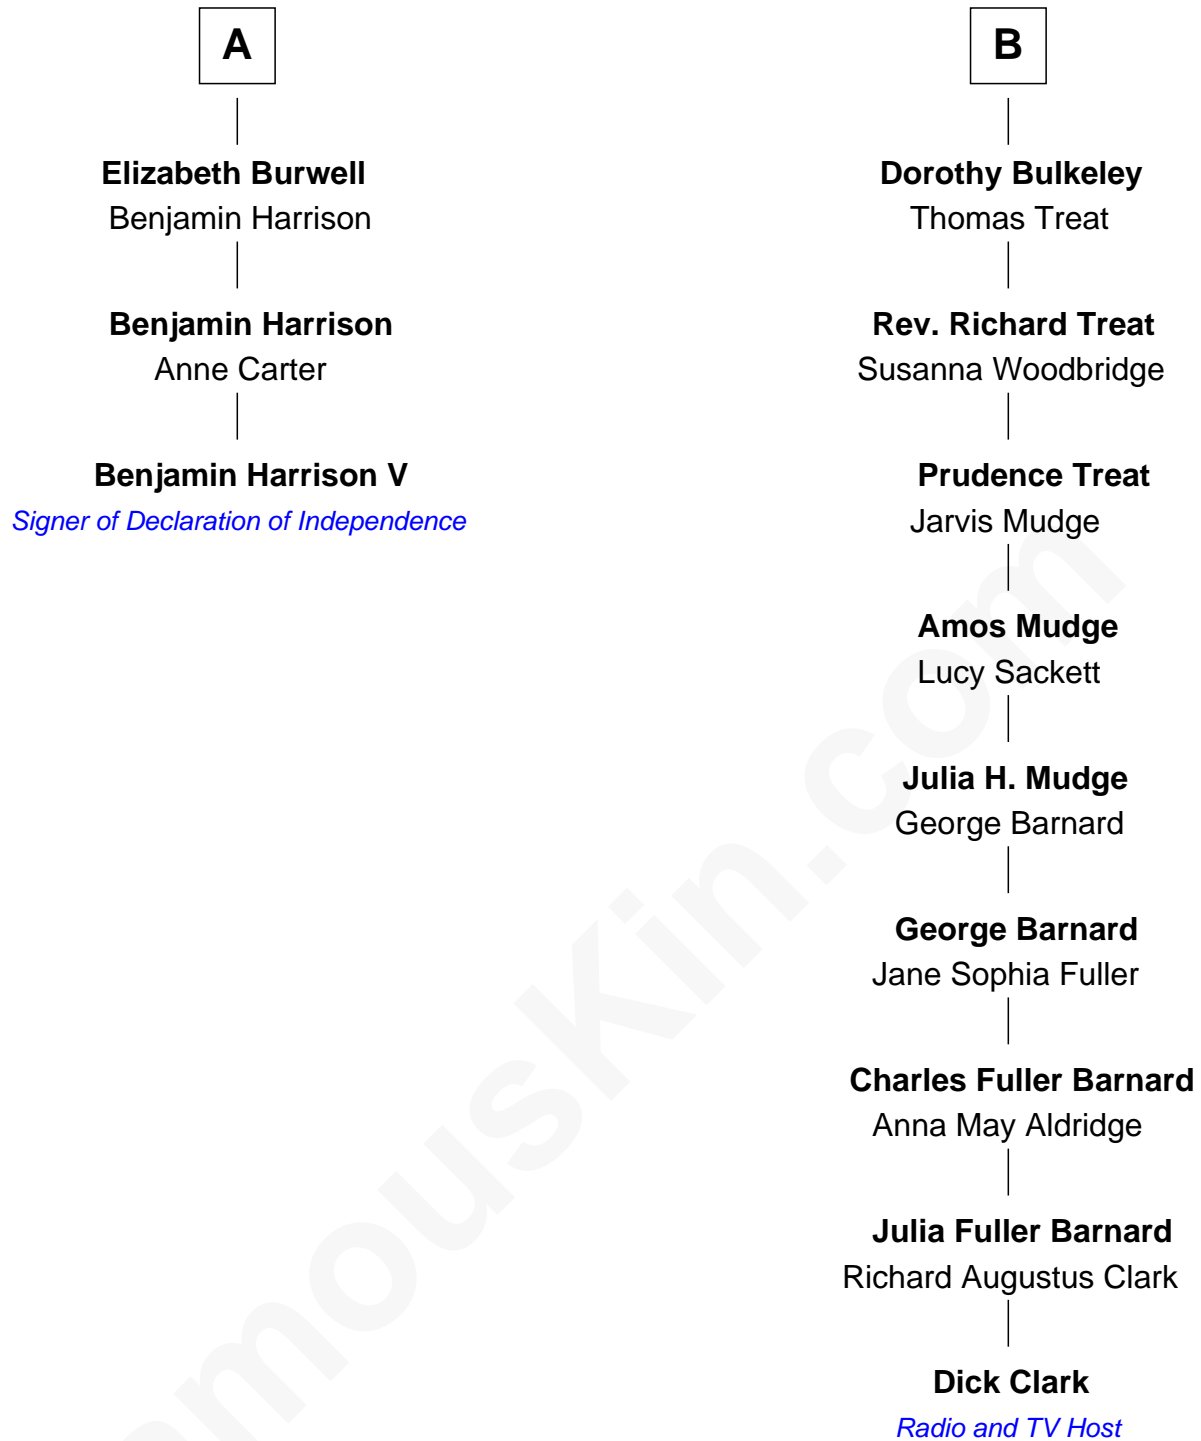 A
Elizabeth Burwell
Benjamin Harrison
Benjamin Harrison
Anne Carter
Benjamin Harrison V
Signer of Declaration of Independence
B
Dorothy Bulkeley
Thomas Treat
Rev. Richard Treat
Susanna Woodbridge
Prudence Treat
Jarvis Mudge
Amos Mudge
Lucy Sackett
Julia H. Mudge
George Barnard
George Barnard
Jane Sophia Fuller
Charles Fuller Barnard
Anna May Aldridge
Julia Fuller Barnard
Richard Augustus Clark
Dick Clark
Radio and TV Host
amouskin.com